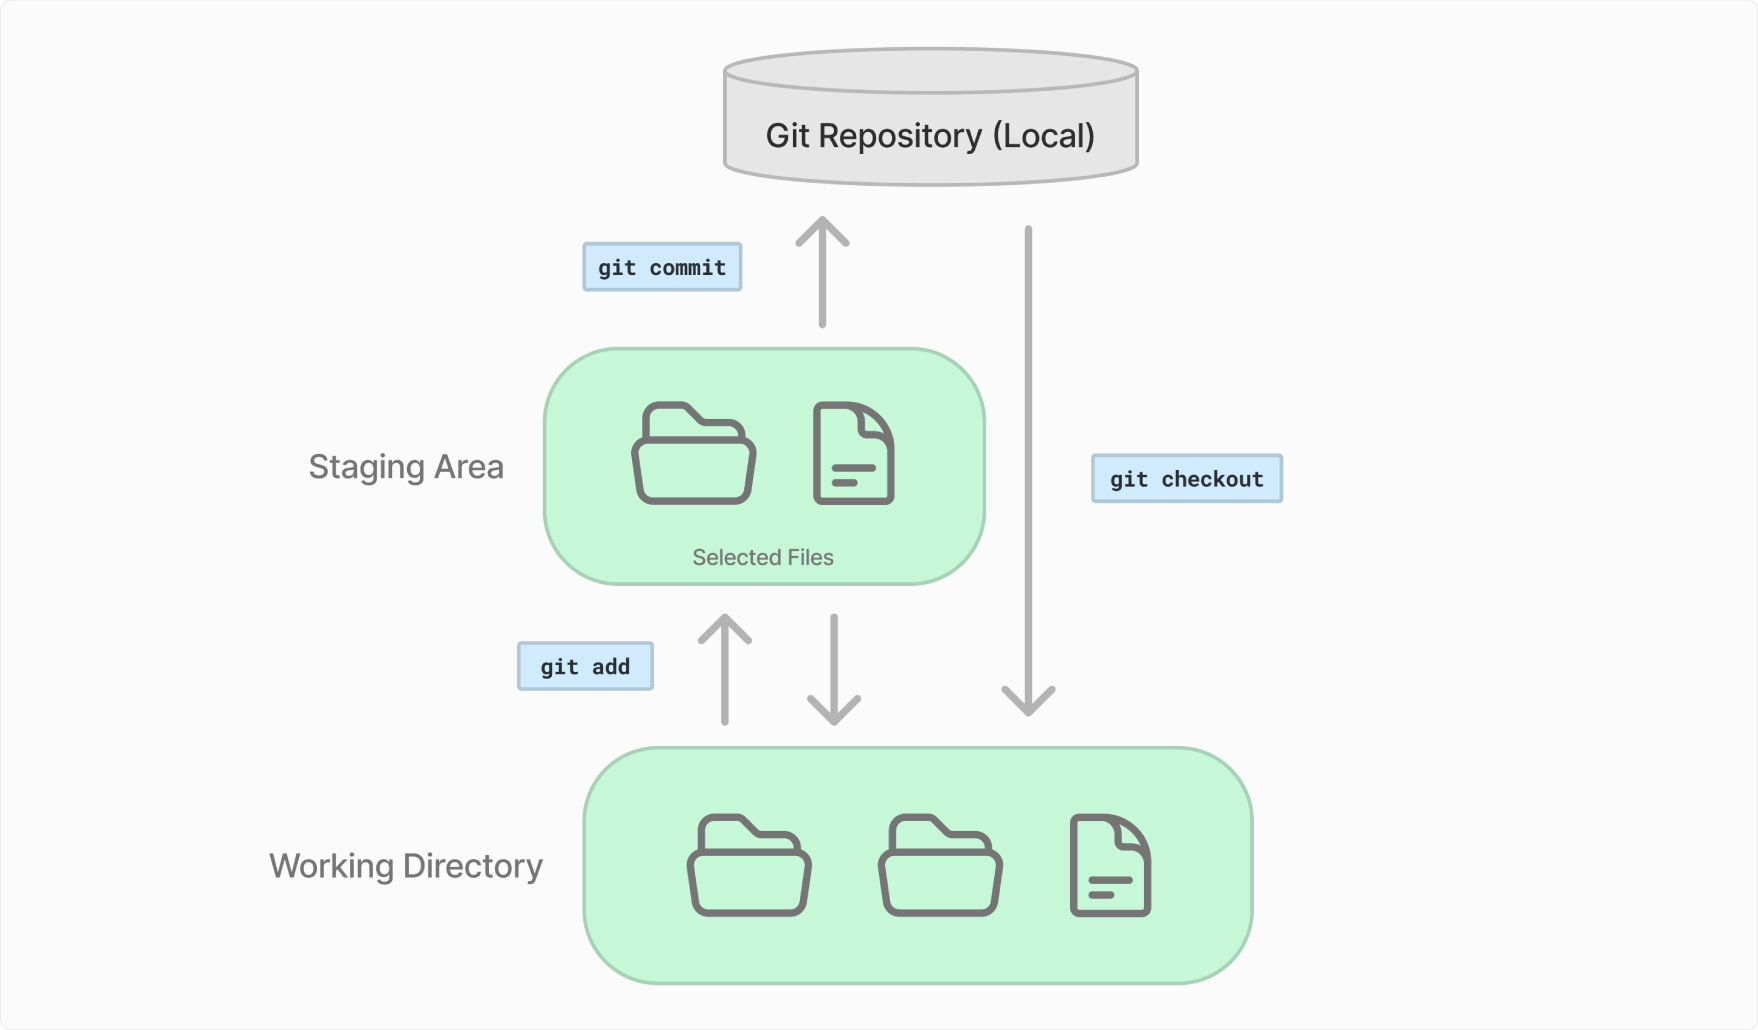 Git Repository (Local)
git commit
Staging Area
git checkout
Selected Files
git add
Working Directory